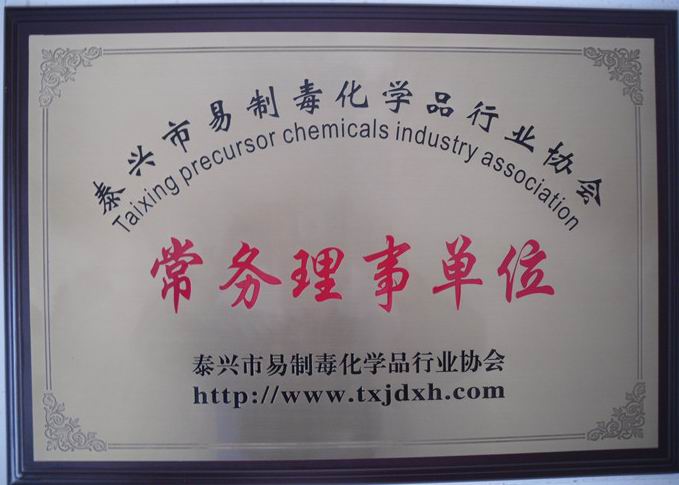 泰兴市易制毒化学品行业协会
Taixing precursor chemicals industry association
常务理事单位
泰兴市易制毒化学品行业协会
http://www.txjdxh.com